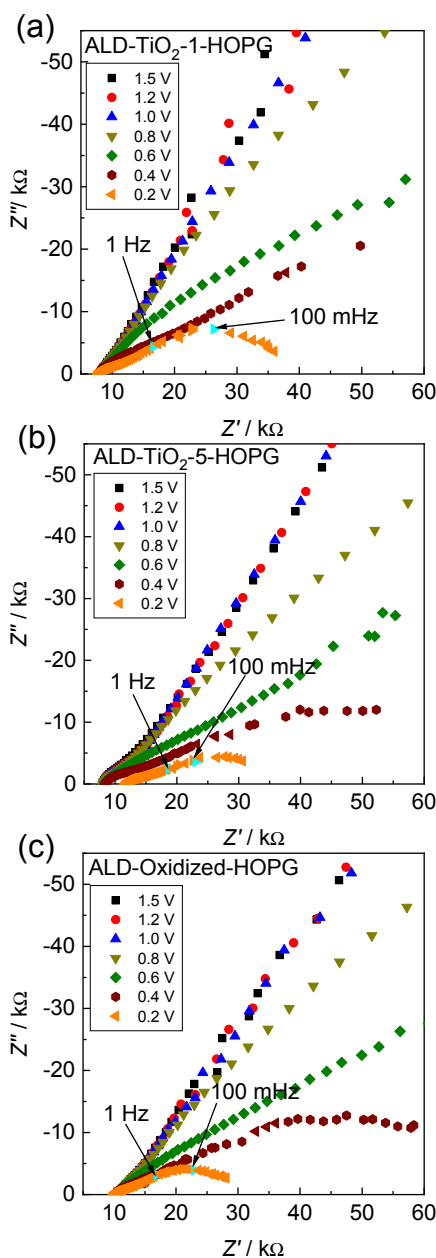 (a)
ALD-TiO₂-1-HOPG
1.5 V
1.2 V
1.0 V
0.8 V
0.6 V
0.4 V
0.2 V
1 Hz
100 mHz
-50
-40
-30
-20
-10
0
Z''/ kΩ
10 20 30 40 50 60
Z' / kΩ
(b)
ALD-TiO₂-5-HOPG
1.5 V
1.2 V
1.0 V
0.8 V
0.6 V
0.4 V
0.2 V
1 Hz
100 mHz
-50
-40
-30
-20
-10
0
Z'' / kΩ
10 20 30 40 50 60
Z' / kΩ
(c)
ALD-Oxidized-HOPG
1.5 V
1.2 V
1.0 V
0.8 V
0.6 V
0.4 V
0.2 V
1 Hz
100 mHz
-50
-40
-30
-20
-10
0
Z'' / kΩ
10 20 30 40 50 60
Z' / kΩ